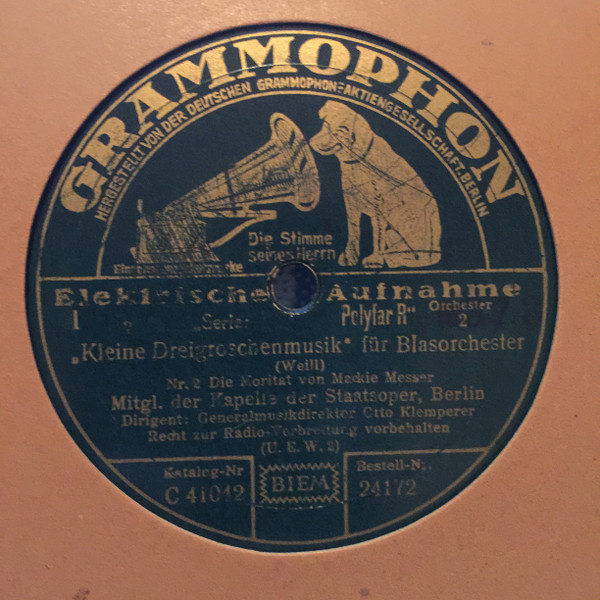 GRAMMOPHON
HERGESTELLT VON DER DEUTSCHEN GRAMMOPHON=AKTIENGESELLSCHAFT, BERLIN
Die Stimme
seines Herrn
Elektrische Aufnahme
1 2 „Serie: Polyfar R" Orchester
2
„Kleine Dreigroschenmusik" für Blasorchester
(Weill)
Nr. 2 Die Moritat von Mackie Messer
Mitgl. der Kapelle der Staatsoper, Berlin
Dirigent: Generalmusikdirektor Otto Klemperer
Recht zur Radio-Verbreitung vorbehalten
(U. E. W. 2)
Katalog-Nr
C 41042
BIEM
Bestell-Nr.
24172